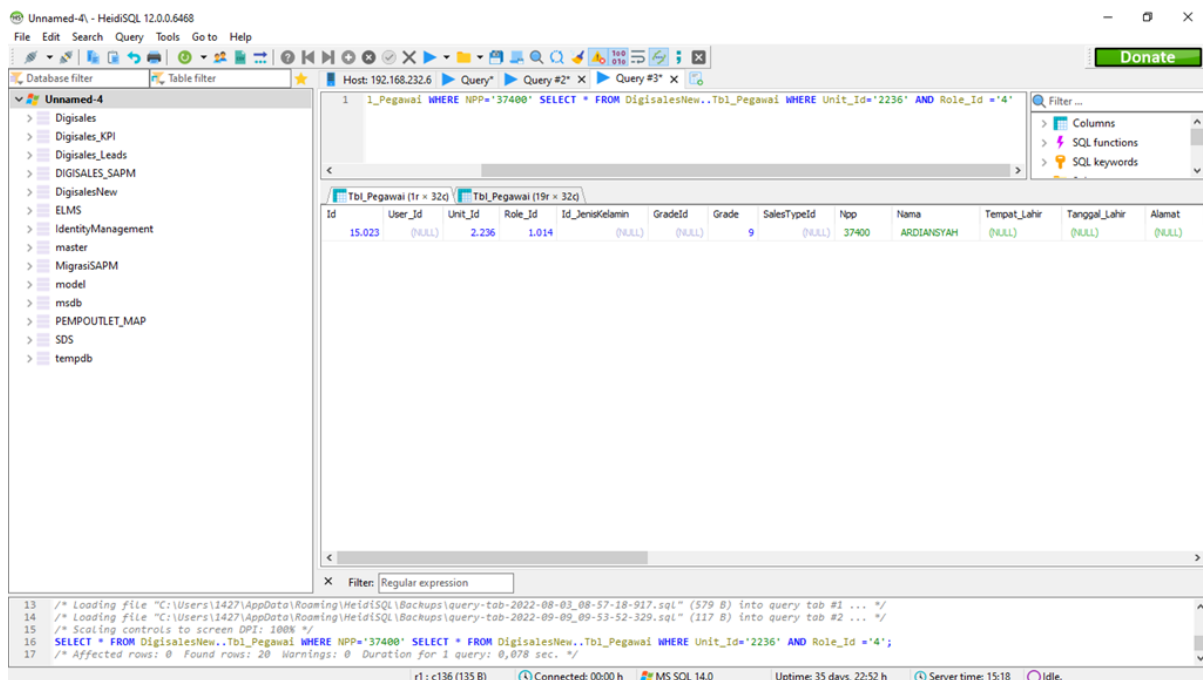 Unnamed-4\ - HeidiSQL 12.0.0.6468
File Edit Search Query Tools Go to Help
Donate
Database filter Table filter
Host: 192.168.232.6 Query* Query #2* Query #3*
Unnamed-4
Digisales
Digisales_KPI
Digisales_Leads
DIGISALES_SAPM
DigisalesNew
ELMS
IdentityManagement
master
MigrasiSAPM
model
msdb
PEMPOUTLET_MAP
SDS
tempdb
1 l_Pegawai WHERE NPP='37400' SELECT * FROM DigisalesNew..Tbl_Pegawai WHERE Unit_Id='2236' AND Role_Id ='4'
Filter ...
Columns
SQL functions
SQL keywords
Tbl_Pegawai (1r × 32c) Tbl_Pegawai (19r × 32c)
Id User_Id Unit_Id Role_Id Id_JenisKelamin GradeId Grade SalesTypeId Npp Nama Tempat_Lahir Tanggal_Lahir Alamat
15.023 (NULL) 2.236 1.014 (NULL) (NULL) 9 (NULL) 37400 ARDIANSYAH (NULL) (NULL) (NULL)
Filter: Regular expression
13 /* Loading file "C:\Users\1427\AppData\Roaming\HeidiSQL\Backups\query-tab-2022-08-03_08-57-18-917.sql" (579 B) into query tab #1 ... */
14 /* Loading file "C:\Users\1427\AppData\Roaming\HeidiSQL\Backups\query-tab-2022-09-09_09-53-52-329.sql" (117 B) into query tab #2 ... */
15 /* Scaling controls to screen DPI: 100% */
16 SELECT * FROM DigisalesNew..Tbl_Pegawai WHERE NPP='37400' SELECT * FROM DigisalesNew..Tbl_Pegawai WHERE Unit_Id='2236' AND Role_Id ='4';
17 /* Affected rows: 0 Found rows: 20 Warnings: 0 Duration for 1 query: 0,078 sec. */
r1 : c136 (135 B) Connected: 00:00 h MS SQL 14.0 Uptime: 35 days, 22:52 h Server time: 15:18 Idle.